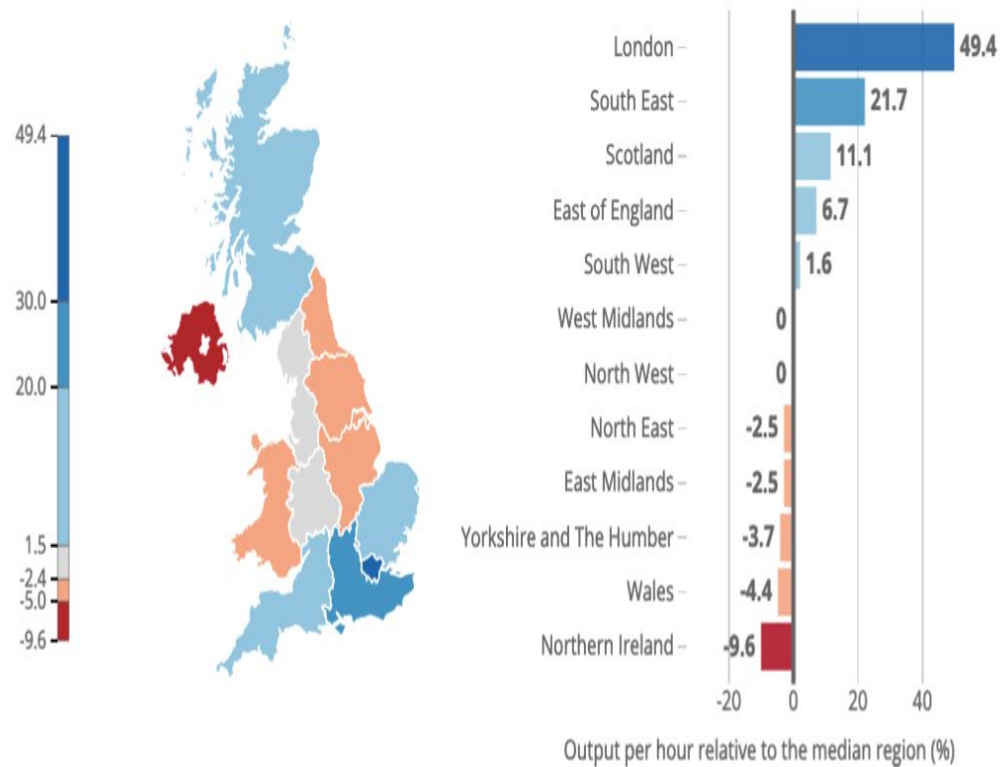 49.4
30.0
20.0
1.5
-2.4
-5.0
-9.6
London 49.4
South East 21.7
Scotland 11.1
East of England 6.7
South West 1.6
West Midlands 0
North West 0
North East -2.5
East Midlands -2.5
Yorkshire and The Humber -3.7
Wales -4.4
Northern Ireland -9.6
-20 0 20 40
Output per hour relative to the median region (%)